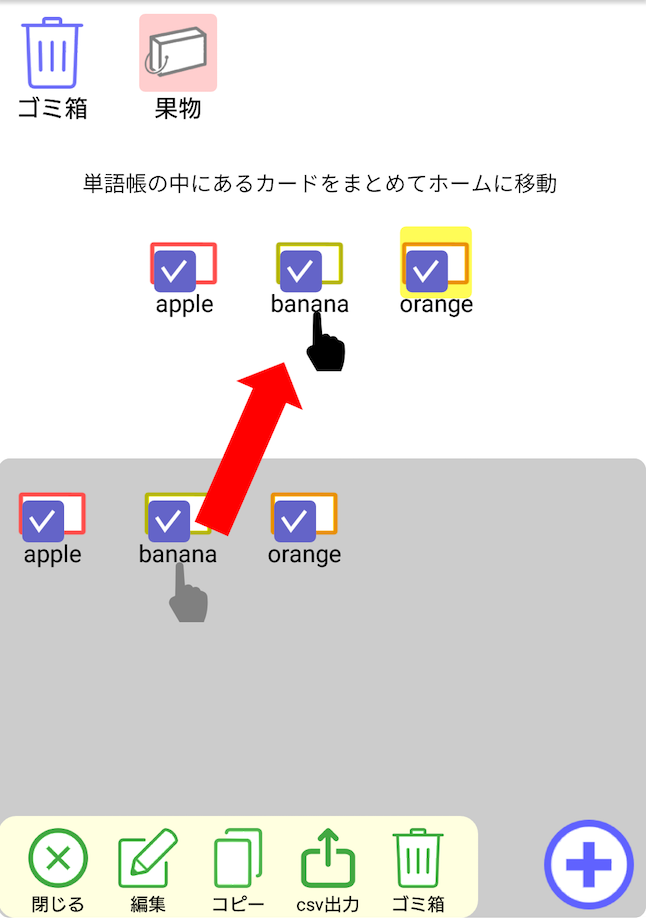 ゴミ箱 果物
単語帳の中にあるカードをまとめてホームに移動
apple banana orange
apple banana orange
閉じる 編集 コピー csv出力 ゴミ箱